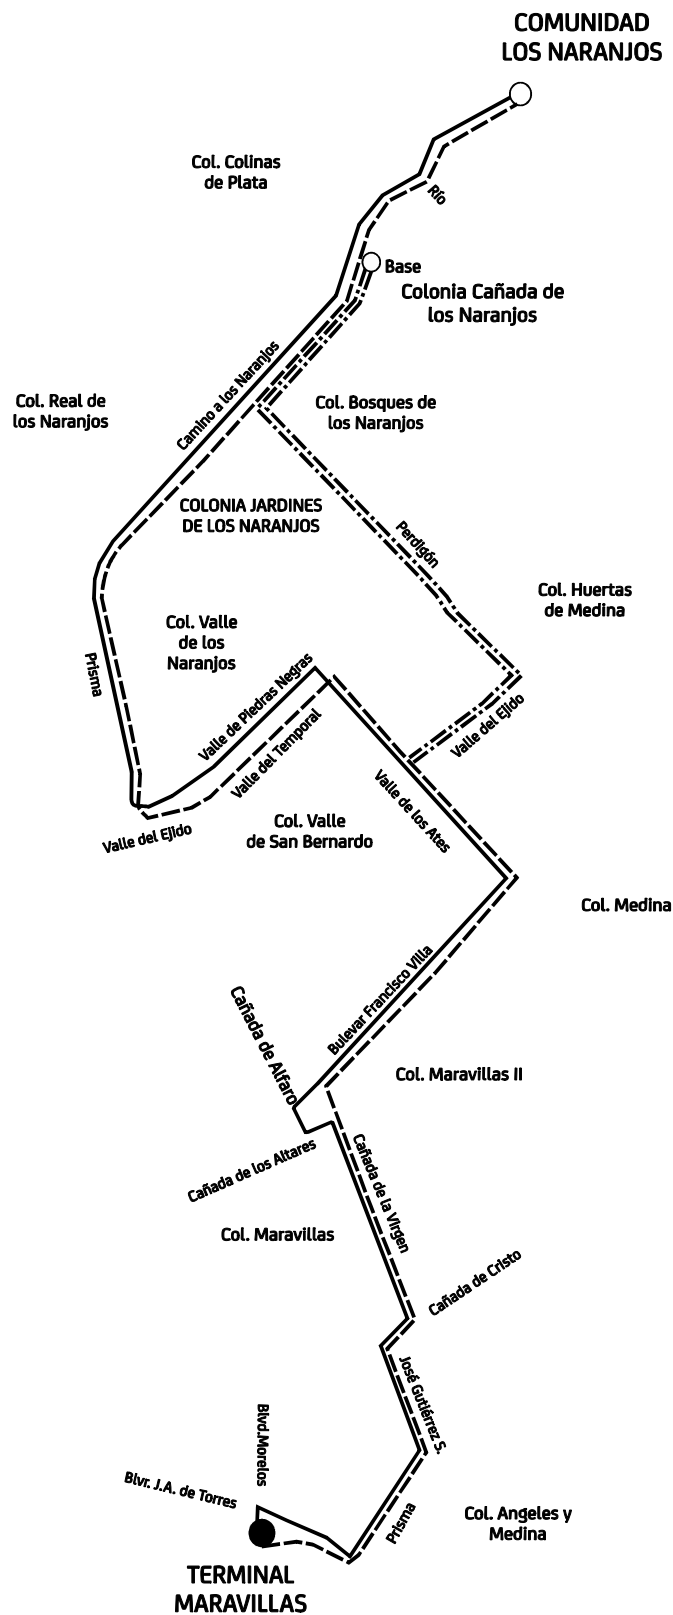 COMUNIDAD
LOS NARANJOS
Col. Colinas
de Plata
Río
Base
Colonia Cañada de
los Naranjos
Camino a los Naranjos
Col. Real de
los Naranjos
Col. Bosques de
los Naranjos
COLONIA JARDINES
DE LOS NARANJOS
Perdigón
Col. Huertas
de Medina
Col. Valle
de los
Naranjos
Prisma
Valle de Piedras Negras
Valle del Temporal
Valle del Ejido
Valle de los Ates
Valle del Ejido
Col. Valle
de San Bernardo
Col. Medina
Bulevar Francisco Villa
Cañada de Alfaro
Col. Maravillas II
Cañada de los Altares
Cañada de la Virgen
Col. Maravillas
Cañada de Cristo
José Gutiérrez S.
Blvd.Morelos
Blvr. J.A. de Torres
Prisma
Col. Angeles y
Medina
TERMINAL
MARAVILLAS